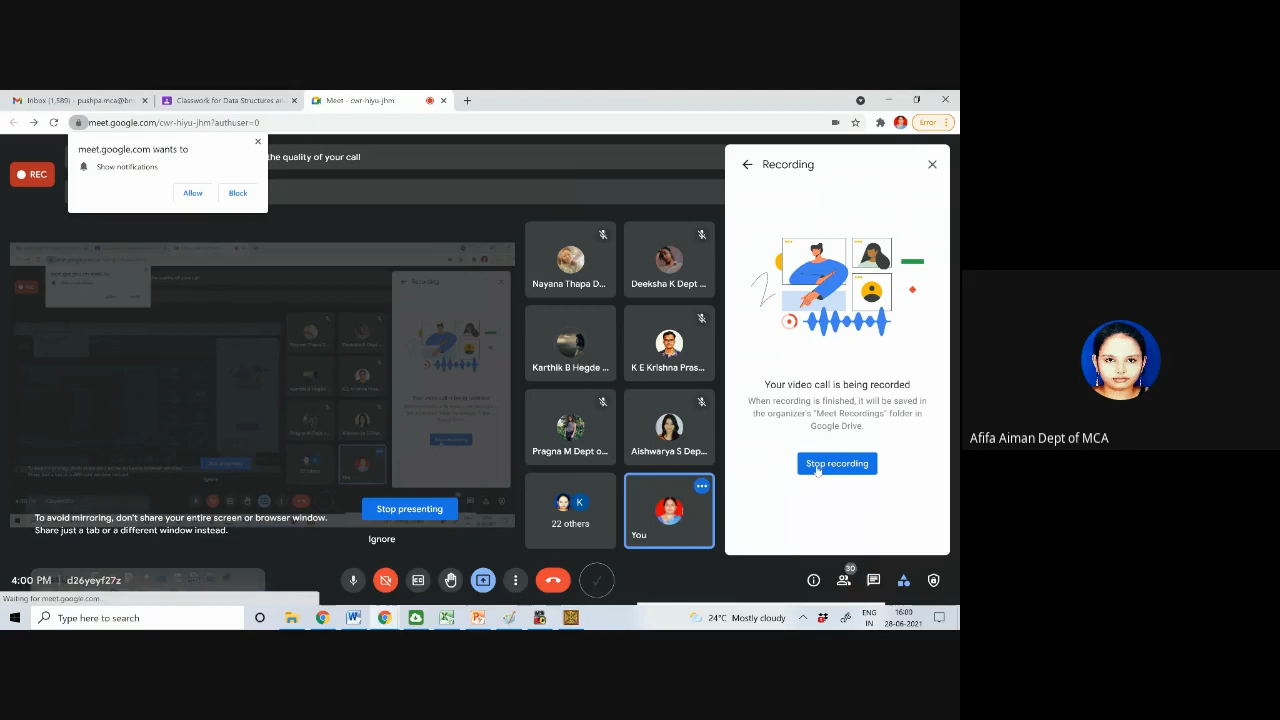 Inbox (1,589) - pushpa.mca@bm
Classwork for Data Structures an
Meet - cwr-hiyu-jhm
meet.google.com/cwr-hiyu-jhm?authuser=0
Error
meet.google.com wants to
Show notifications
Allow
Block
the quality of your call
REC
Recording
Nayana Thapa D...
Deeksha K Dept ...
Karthik B Hegde ...
K E Krishna Pras...
Pragna M Dept o...
Aishwarya S Dep...
K
22 others
You
Your video call is being recorded
When recording is finished, it will be saved in
the organizer's "Meet Recordings" folder in
Google Drive.
Stop recording
To avoid mirroring, don't share your entire screen or browser window.
Share just a tab or a different window instead.
Stop presenting
Ignore
4:00 PM | d26yeyf27z
30
Waiting for meet.google.com...
Type here to search
24°C Mostly cloudy
ENG
IN
16:00
28-06-2021
Afifa Aiman Dept of MCA